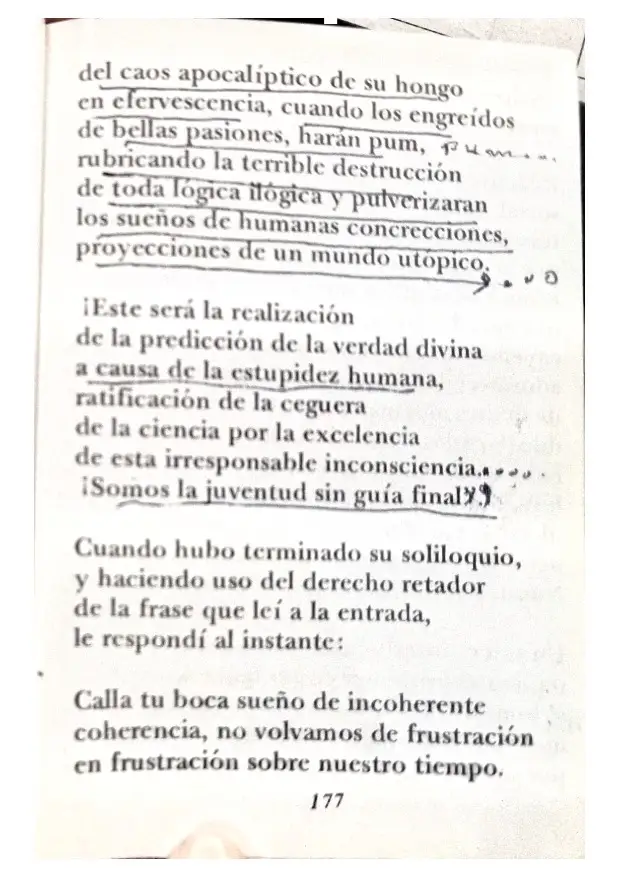 del caos apocalíptico de su hongo
en efervescencia, cuando los engreídos
de bellas pasiones, harán pum, pum....
rubricando la terrible destrucción
de toda lógica ilógica y pulverizaran
los sueños de humanas concrecciones,
proyecciones de un mundo utópico.
¡Este será la realización
de la predicción de la verdad divina
a causa de la estupidez humana,
ratificación de la ceguera
de la ciencia por la excelencia
de esta irresponsable inconsciencia.....
¡Somos la juventud sin guía final
Cuando hubo terminado su soliloquio,
y haciendo uso del derecho retador
de la frase que leí a la entrada,
le respondí al instante:
Calla tu boca sueño de incoherente
coherencia, no volvamos de frustración
en frustración sobre nuestro tiempo.
177